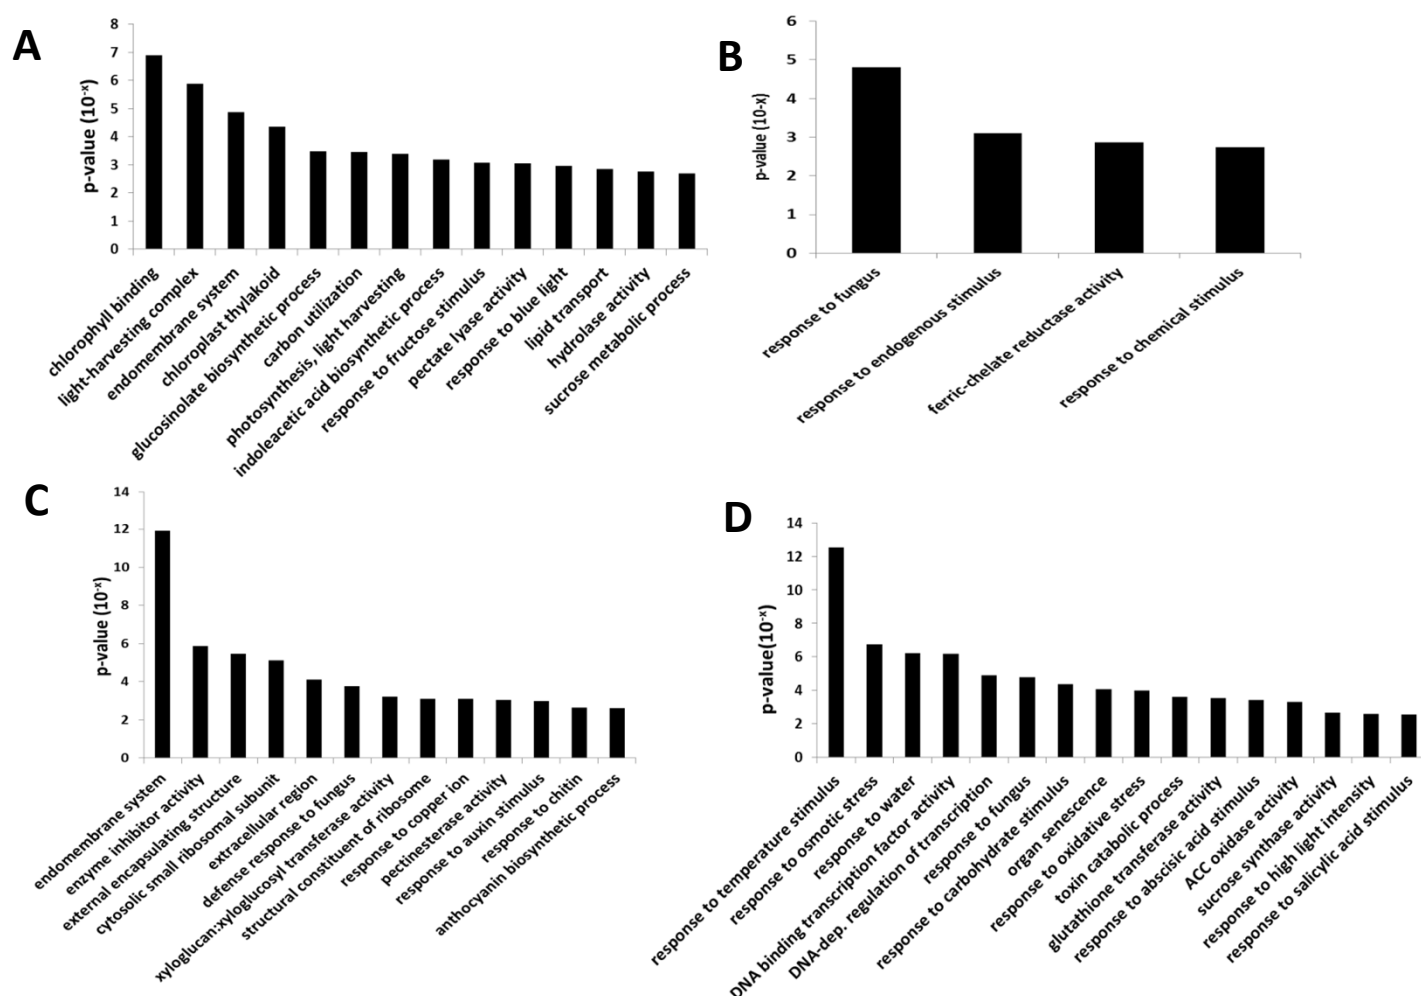 A
p-value (10-x)
8
7
6
5
4
3
2
1
0
chlorophyll binding
light-harvesting complex
endomembrane system
chloroplast thylakoid
glucosinolate biosynthetic process
carbon utilization
photosynthesis, light harvesting
indoleacetic acid biosynthetic process
response to fructose stimulus
pectate lyase activity
response to blue light
lipid transport
hydrolase activity
sucrose metabolic process
B
p-value (10-x)
6
5
4
3
2
1
0
response to fungus
response to endogenous stimulus
ferric-chelate reductase activity
response to chemical stimulus
C
p-value (10-x)
14
12
10
8
6
4
2
0
endomembrane system
enzyme inhibitor activity
external encapsulating structure
cytosolic small ribosomal subunit
extracellular region
defense response to fungus
xyloglucan:xyloglucosyl transferase activity
structural constituent of ribosome
response to copper ion
pectinesterase activity
response to auxin stimulus
response to chitin
anthocyanin biosynthetic process
D
p-value(10-x)
14
12
10
8
6
4
2
0
response to temperature stimulus
response to osmotic stress
response to water
DNA binding transcription factor activity
DNA-dep. regulation of transcription
response to fungus
response to carbohydrate stimulus
organ senescence
response to oxidative stress
toxin catabolic process
glutathione transferase activity
response to abscisic acid stimulus
ACC oxidase activity
sucrose synthase activity
response to high light intensity
response to salicylic acid stimulus